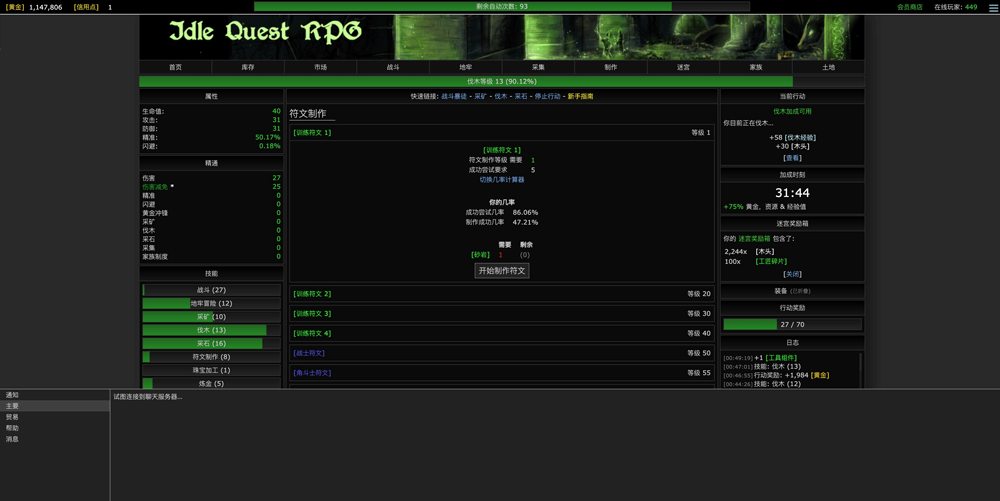 [黄金] 1,147,806 [信用点] 1
剩余自动次数: 93
会员商店 在线玩家: 449
Idle Quest RPG
首页 库存 市场 战斗 地牢 采集 制作 迷宫 家族 土地
伐木等级 13 (90.12%)
属性
生命值: 40
攻击: 31
防御: 31
精准: 50.17%
闪避: 0.18%
精通
伤害 27
伤害减免 * 25
精准 0
闪避 0
黄金冲锋 0
采矿 0
伐木 0
采石 0
采集 0
家族制度 0
技能
战斗 (27)
地牢冒险 (12)
采矿 (10)
伐木 (13)
采石 (16)
符文制作 (8)
珠宝加工 (1)
炼金 (5)
快速链接: 战斗暴徒 - 采矿 - 伐木 - 采石 - 停止行动 - 新手指南
符文制作
[训练符文 1] 等级 1
[训练符文 1]
符文制作等级 需要 1
成功尝试要求 5
切换几率计算器
你的几率
成功尝试几率 86.06%
制作成功几率 47.21%
需要 剩余
[砂岩] 1 (0)
开始制作符文
[训练符文 2] 等级 20
[训练符文 3] 等级 30
[训练符文 4] 等级 40
[战士符文] 等级 50
[角斗士符文] 等级 55
当前行动
伐木加成可用
你目前正在伐木...
+58 [伐木经验]
+30 [木头]
[查看]
加成时刻
31:44
+75% 黄金，资源 & 经验值
迷宫奖励箱
你的 迷宫奖励箱 包含了:
2,244x [木头]
100x [工匠碎片]
[关闭]
装备 (已折叠)
行动奖励
27 / 70
日志
[00:49:19] +1 [工具组件]
[00:47:01] 技能: 伐木 (13)
[00:46:55] 行动奖励: +1,984 [黄金]
[00:44:26] 技能: 伐木 (12)
通知
主要
贸易
帮助
消息
试图连接到聊天服务器...